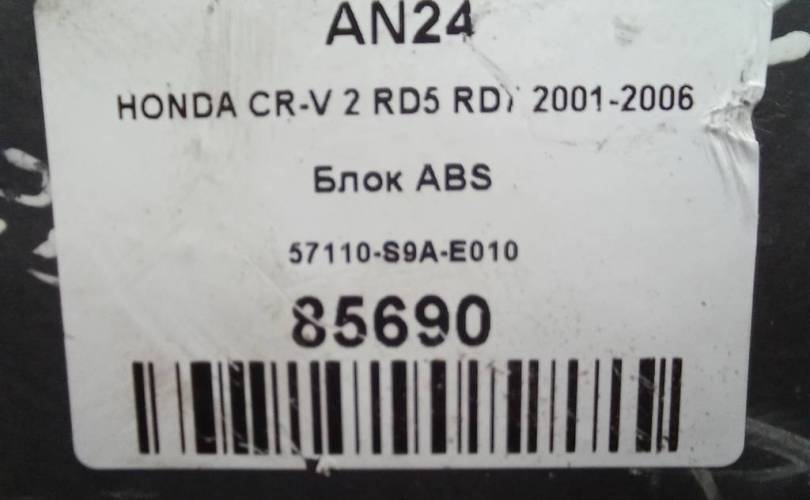 AN24
HONDA CR-V 2 RD5 RD7 2001-2006
Блок ABS
57110-S9A-E010
85690